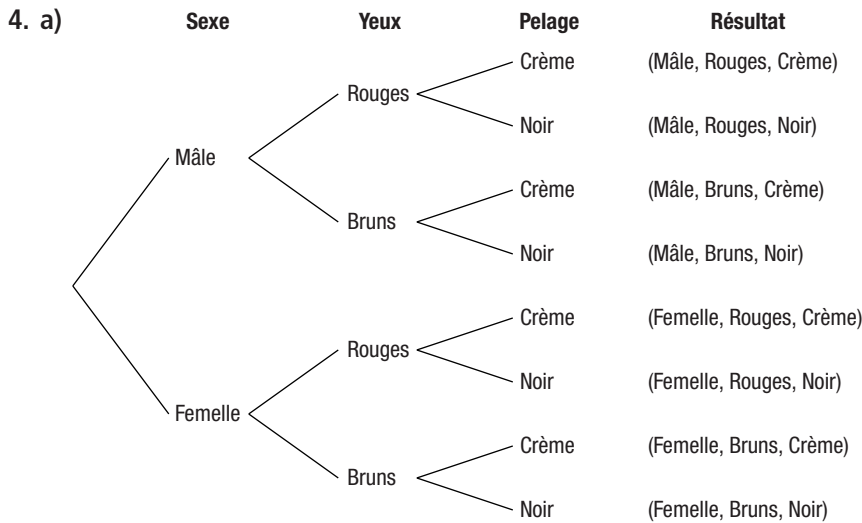 4. a) Sexe Yeux Pelage Résultat
Crème (Mâle, Rouges, Crème)
Rouges
Noir (Mâle, Rouges, Noir)
Mâle
Crème (Mâle, Bruns, Crème)
Bruns
Noir (Mâle, Bruns, Noir)
Crème (Femelle, Rouges, Crème)
Rouges
Noir (Femelle, Rouges, Noir)
Femelle
Crème (Femelle, Bruns, Crème)
Bruns
Noir (Femelle, Bruns, Noir)